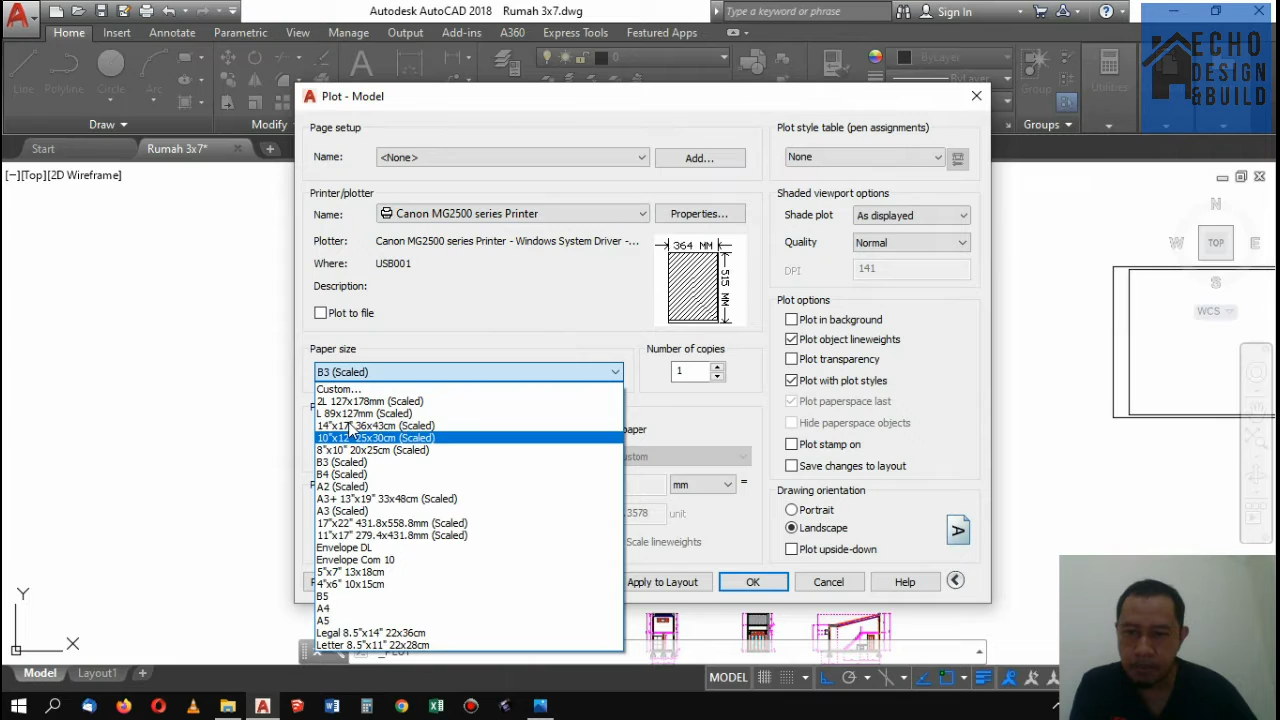 Autodesk AutoCAD 2018 Rumah 3x7.dwg
Type a keyword or phrase
Sign In
Home Insert Annotate Parametric View Manage Output Add-ins A360 Express Tools Featured Apps
ECHO
DESIGN
&BUILD
Line Polyline Circle Arc
0
ByLayer
Group
Utilities
Draw
Modify
Groups
Start
Rumah 3x7*
[−][Top][2D Wireframe]
Plot - Model
Page setup
Name:
<None>
Add...
Printer/plotter
Name:
Canon MG2500 series Printer
Properties...
Plotter:
Canon MG2500 series Printer - Windows System Driver -...
Where:
USB001
Description:
Plot to file
364 MM
515 MM
Paper size
B3 (Scaled)
Number of copies
1
Custom...
2L 127x178mm (Scaled)
L 89x127mm (Scaled)
14"x17" 36x43cm (Scaled)
10"x12" 25x30cm (Scaled)
8"x10" 20x25cm (Scaled)
B3 (Scaled)
B4 (Scaled)
A2 (Scaled)
A3+ 13"x19" 33x48cm (Scaled)
A3 (Scaled)
17"x22" 431.8x558.8mm (Scaled)
11"x17" 279.4x431.8mm (Scaled)
Envelope DL
Envelope Com 10
5"x7" 13x18cm
4"x6" 10x15cm
B5
A4
A5
Legal 8.5"x14" 22x36cm
Letter 8.5"x11" 22x28cm
paper
mm
=
unit
Scale lineweights
Plot style table (pen assignments)
None
Shaded viewport options
Shade plot
As displayed
Quality
Normal
DPI
141
Plot options
Plot in background
Plot object lineweights
Plot transparency
Plot with plot styles
Plot paperspace last
Hide paperspace objects
Plot stamp on
Save changes to layout
Drawing orientation
Portrait
Landscape
Plot upside-down
A
Apply to Layout
OK
Cancel
Help
N
W
TOP
E
S
WCS
Y
X
Model
Layout1
MODEL